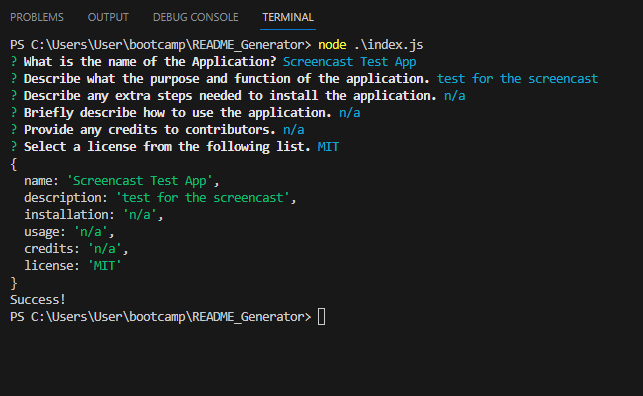 PROBLEMS OUTPUT DEBUG CONSOLE TERMINAL
PS C:\Users\User\bootcamp\README_Generator> node .\index.js
? What is the name of the Application? Screencast Test App
? Describe what the purpose and function of the application. test for the screencast
? Describe any extra steps needed to install the application. n/a
? Briefly describe how to use the application. n/a
? Provide any credits to contributors. n/a
? Select a license from the following list. MIT
{
  name: 'Screencast Test App',
  description: 'test for the screencast',
  installation: 'n/a',
  usage: 'n/a',
  credits: 'n/a',
  license: 'MIT'
}
Success!
PS C:\Users\User\bootcamp\README_Generator>